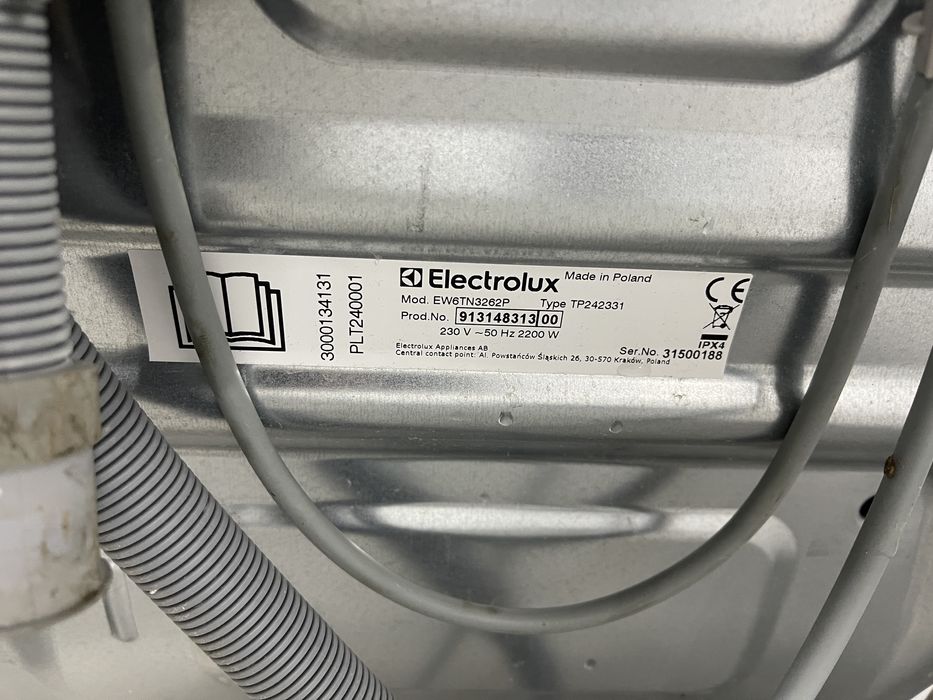 3000134131
PLT240001
Electrolux Made in Poland
Mod. EW6TN3262P Type TP242331
Prod.No. 913148313 00
230 V ~50 Hz 2200 W
Electrolux Appliances AB
Central contact point: Al. Powstańców Śląskich 26, 30-570 Kraków, Poland
CE
IPX4
Ser.No. 31500188